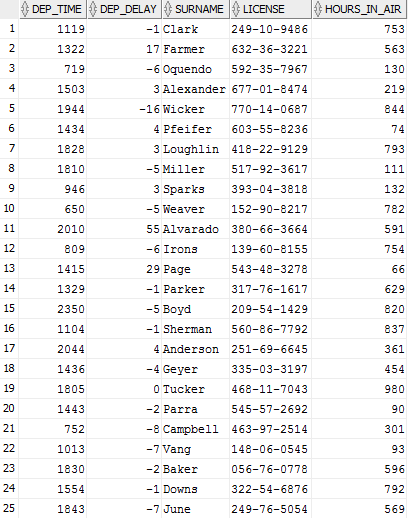 DEP_TIME DEP_DELAY SURNAME LICENSE HOURS_IN_AIR
1 1119 -1 Clark 249-10-9486 753
2 1322 17 Farmer 632-36-3221 563
3 719 -6 Oquendo 592-35-7967 130
4 1503 3 Alexander 677-01-8474 219
5 1944 -16 Wicker 770-14-0687 844
6 1434 4 Pfeifer 603-55-8236 74
7 1828 3 Loughlin 418-22-9129 793
8 1810 -5 Miller 517-92-3617 111
9 946 3 Sparks 393-04-3818 132
10 650 -5 Weaver 152-90-8217 782
11 2010 55 Alvarado 380-66-3664 591
12 809 -6 Irons 139-60-8155 754
13 1415 29 Page 543-48-3278 66
14 1329 -1 Parker 317-76-1617 629
15 2350 -5 Boyd 209-54-1429 820
16 1104 -1 Sherman 560-86-7792 837
17 2044 4 Anderson 251-69-6645 361
18 1436 -4 Geyer 335-03-3197 454
19 1805 0 Tucker 468-11-7043 980
20 1443 -2 Parra 545-57-2692 90
21 752 -8 Campbell 463-97-2514 301
22 1013 -7 Vang 148-06-0545 93
23 1830 -2 Baker 056-76-0778 596
24 1554 -1 Downs 322-54-6876 792
25 1843 -7 June 249-76-5054 569